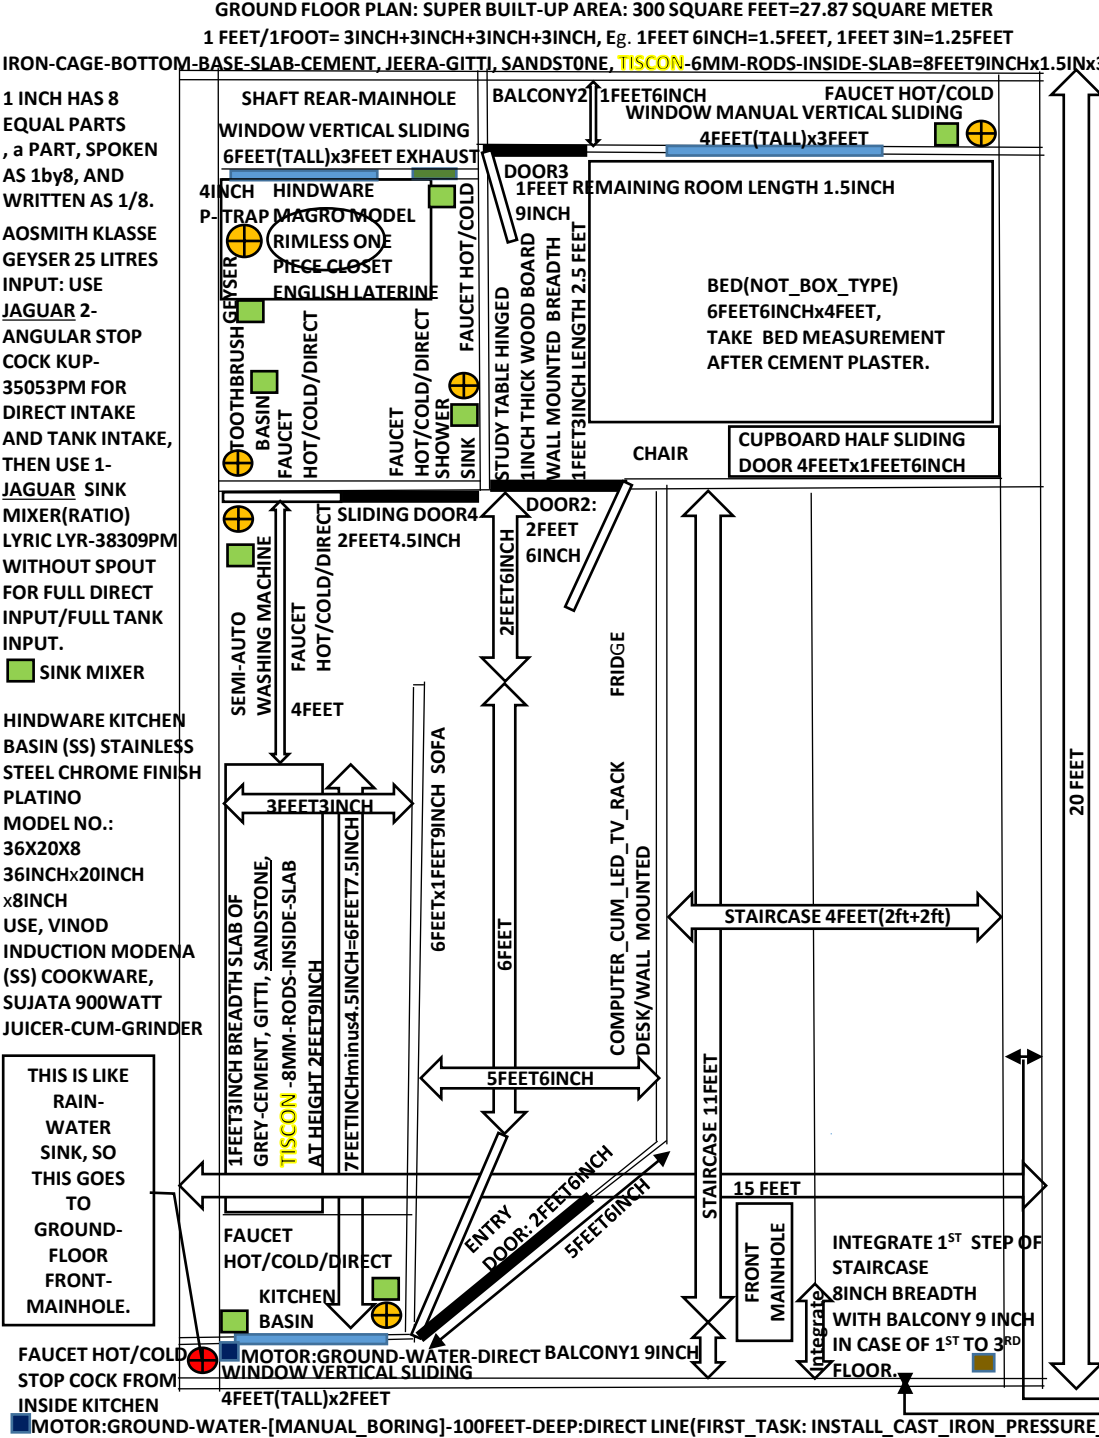 GROUND FLOOR PLAN: SUPER BUILT-UP AREA: 300 SQUARE FEET=27.87 SQUARE METER
1 FEET/1FOOT= 3INCH+3INCH+3INCH+3INCH, Eg. 1FEET 6INCH=1.5FEET, 1FEET 3IN=1.25FEET
IRON-CAGE-BOTTOM-BASE-SLAB-CEMENT, JEERA-GITTI, SANDST0NE, TISCON-6MM-RODS-INSIDE-SLAB=8FEET9INCHx1.5INx3
1 INCH HAS 8
EQUAL PARTS
, a PART, SPOKEN
AS 1by8, AND
WRITTEN AS 1/8.
AOSMITH KLASSE
GEYSER 25 LITRES
INPUT: USE
JAGUAR 2-
ANGULAR STOP
COCK KUP-
35053PM FOR
DIRECT INTAKE
AND TANK INTAKE,
THEN USE 1-
JAGUAR SINK
MIXER(RATIO)
LYRIC LYR-38309PM
WITHOUT SPOUT
FOR FULL DIRECT
INPUT/FULL TANK
INPUT.
SINK MIXER
HINDWARE KITCHEN
BASIN (SS) STAINLESS
STEEL CHROME FINISH
PLATINO
MODEL NO.:
36X20X8
36INCHx20INCH
x8INCH
USE, VINOD
INDUCTION MODENA
(SS) COOKWARE,
SUJATA 900WATT
JUICER-CUM-GRINDER
THIS IS LIKE
RAIN-
WATER
SINK, SO
THIS GOES
TO
GROUND-
FLOOR
FRONT-
MAINHOLE.
FAUCET HOT/COLD
STOP COCK FROM
INSIDE KITCHEN
SHAFT REAR-MAINHOLE
WINDOW VERTICAL SLIDING
6FEET(TALL)x3FEET EXHAUST
4INCH
P- TRAP
HINDWARE
MAGRO MODEL
RIMLESS ONE
PIECE CLOSET
ENGLISH LATERINE
GEYSER
TOOTHBRUSH
BASIN
FAUCET
HOT/COLD/DIRECT
FAUCET
HOT/COLD/DIRECT
SHOWER
SINK
FAUCET HOT/COLD
BALCONY2 1FEET6INCH
FAUCET HOT/COLD
WINDOW MANUAL VERTICAL SLIDING
4FEET(TALL)x3FEET
DOOR3
1FEET
9INCH
REMAINING ROOM LENGTH 1.5INCH
STUDY TABLE HINGED
1INCH THICK WOOD BOARD
WALL MOUNTED BREADTH
1FEET3INCH LENGTH 2.5 FEET
BED(NOT_BOX_TYPE)
6FEET6INCHx4FEET,
TAKE BED MEASUREMENT
AFTER CEMENT PLASTER.
CHAIR
CUPBOARD HALF SLIDING
DOOR 4FEETx1FEET6INCH
SLIDING DOOR4
2FEET4.5INCH
DOOR2:
2FEET
6INCH
2FEET6INCH
SEMI-AUTO
WASHING MACHINE
FAUCET
HOT/COLD/DIRECT
4FEET
FRIDGE
3FEET3INCH
6FEETx1FEET9INCH SOFA
6FEET
COMPUTER_CUM_LED_TV_RACK
DESK/WALL MOUNTED
1FEET3INCH BREADTH SLAB OF
GREY-CEMENT, GITTI, SANDSTONE,
TISCON -8MM-RODS-INSIDE-SLAB
AT HEIGHT 2FEET9INCH
7FEETINCHminus4.5INCH=6FEET7.5INCH
5FEET6INCH
STAIRCASE 4FEET(2ft+2ft)
STAIRCASE 11FEET
20 FEET
15 FEET
ENTRY
DOOR: 2FEET6INCH
5FEET6INCH
FRONT
MAINHOLE
Integrate
INTEGRATE 1ST STEP OF
STAIRCASE
8INCH BREADTH
WITH BALCONY 9 INCH
IN CASE OF 1ST TO 3RD
FLOOR.
FAUCET
HOT/COLD/DIRECT
KITCHEN
BASIN
MOTOR:GROUND-WATER-DIRECT
BALCONY1 9INCH
WINDOW VERTICAL SLIDING
4FEET(TALL)x2FEET
MOTOR:GROUND-WATER-[MANUAL_BORING]-100FEET-DEEP:DIRECT LINE(FIRST_TASK: INSTALL_CAST_IRON_PRESSURE_